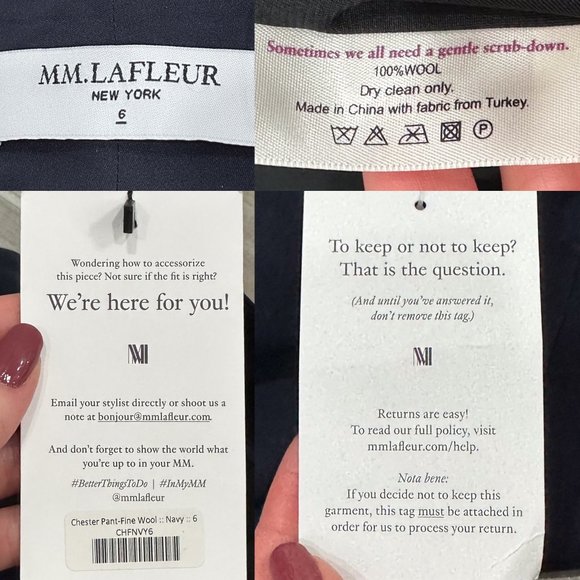 MM.LAFLEUR
NEW YORK
6
Sometimes we all need a gentle scrub-down.
100%WOOL
Dry clean only.
Made in China with fabric from Turkey.
P
Wondering how to accessorize
this piece? Not sure if the fit is right?
We're here for you!
MM
Email your stylist directly or shoot us a
note at bonjour@mmlafleur.com.
And don't forget to show the world what
you're up to in your MM.
#BetterThingsToDo | #InMyMM
@mmlafleur
Chester Pant-Fine Wool :: Navy :: 6
CHFNVY6
To keep or not to keep?
That is the question.
(And until you've answered it,
don't remove this tag.)
MM
Returns are easy!
To read our full policy, visit
mmlafleur.com/help.
Nota bene:
If you decide not to keep this
garment, this tag must be attached in
order for us to process your return.